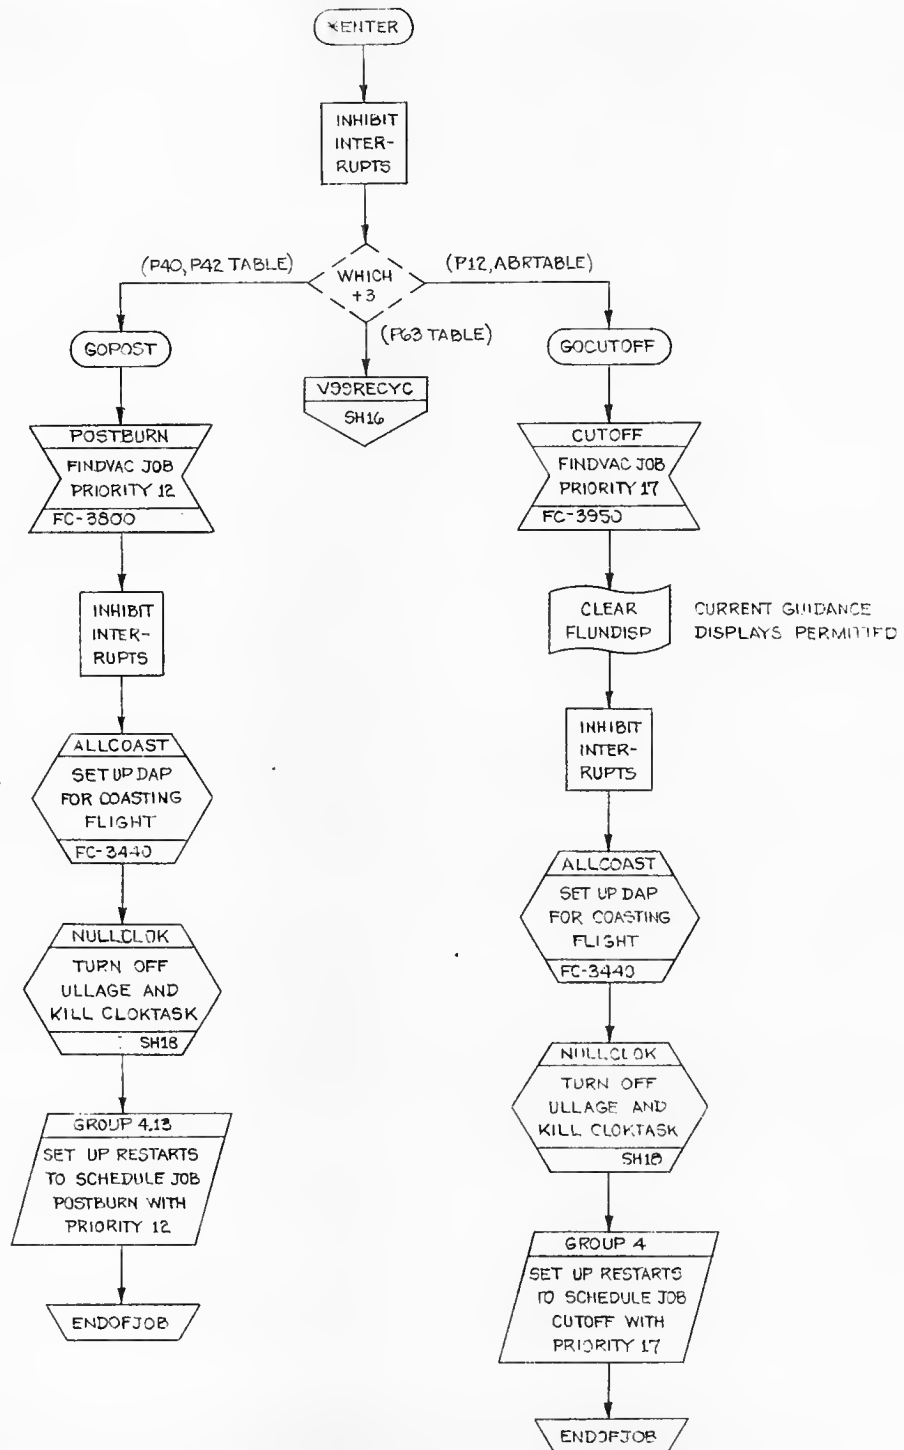 *ENTER
INHIBIT
INTER-
RUPTS
(P40, P42 TABLE)
WHICH
+3
(P12, ABRTABLE)
(P63 TABLE)
GOPOST
V99RECYC
SH16
GOCUTOFF
POSTBURN
FINDVAC JOB
PRIORITY 12
FC-3800
INHIBIT
INTER-
RUPTS
ALLCOAST
SET UP DAP
FOR COASTING
FLIGHT
FC-3440
NULLCLOK
TURN OFF
ULLAGE AND
KILL CLOKTASK
SH18
GROUP 4.13
SET UP RESTARTS
TO SCHEDULE JOB
POSTBURN WITH
PRIORITY 12
ENDOFJOB
CUTOFF
FINDVAC JOB
PRIORITY 17
FC-3950
CLEAR
FLUNDISP
CURRENT GUIDANCE
DISPLAYS PERMITTED
INHIBIT
INTER-
RUPTS
ALLCOAST
SET UP DAP
FOR COASTING
FLIGHT
FC-3440
NULLCLOK
TURN OFF
ULLAGE AND
KILL CLOKTASK
SH18
GROUP 4
SET UP RESTARTS
TO SCHEDULE JOB
CUTOFF WITH
PRIORITY 17
ENDOFJOB